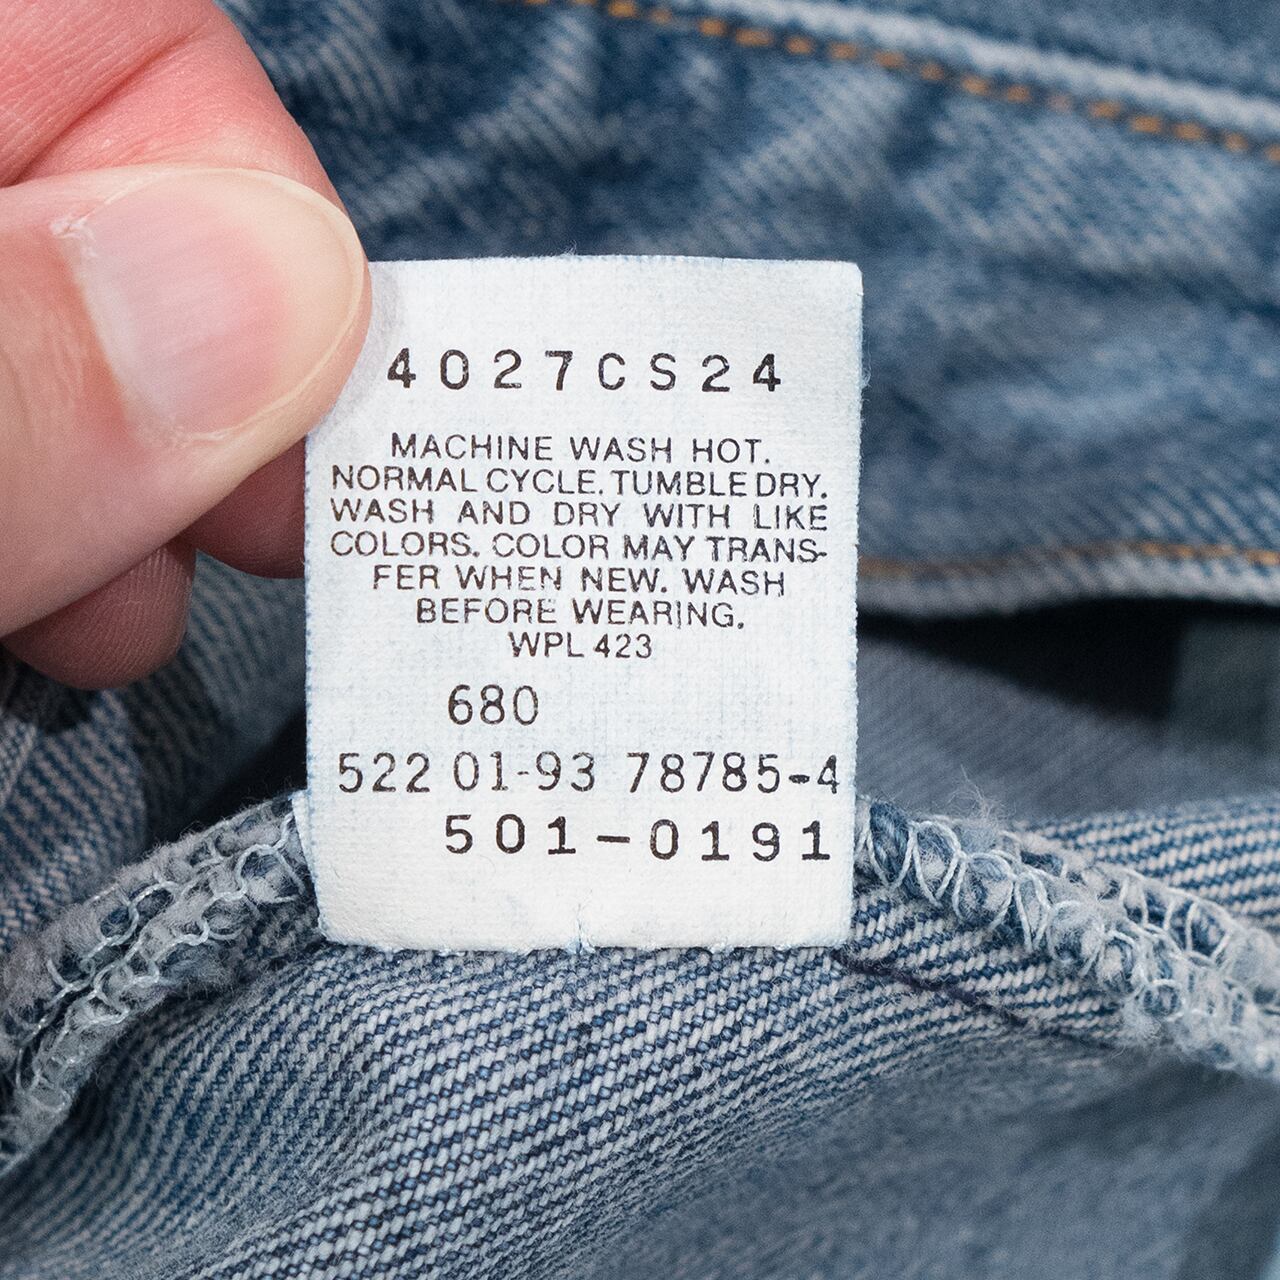 4027CS24
MACHINE WASH HOT.
NORMAL CYCLE. TUMBLE DRY.
WASH AND DRY WITH LIKE
COLORS. COLOR MAY TRANS-
FER WHEN NEW. WASH
BEFORE WEARING.
WPL 423
680
522 01-93 78785-4
501-0191